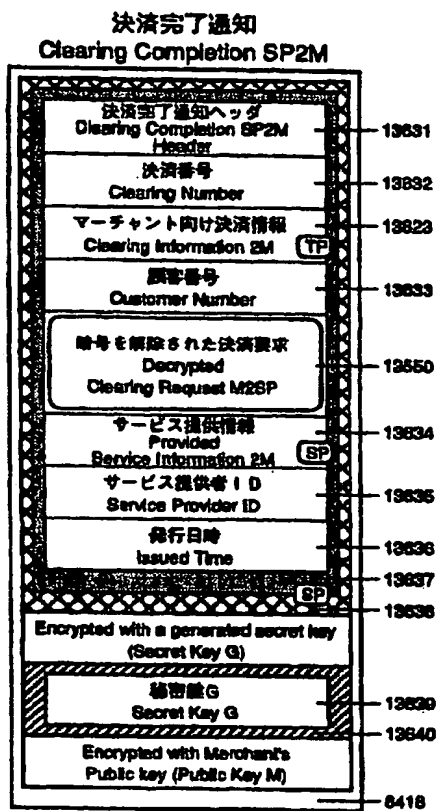 決済完了通知
Clearing Completion SP2M
決済完了通知ヘッダ
Clearing Completion SP2M
Header
13631
決済番号
Clearing Number
13632
マーチャント向け決済情報
Clearing Information 2M
TP
13623
顧客番号
Customer Number
13633
暗号を解除された決済要求
Decrypted
Clearing Request M2SP
13550
サービス提供情報
Provided
Service Information 2M
SP
13634
サービス提供者ID
Service Provider ID
13635
発行日時
Issued Time
13636
13637
SP
13638
Encrypted with a generated secret key
(Secret Key G)
秘密鍵G
Secret Key G
13639
13640
Encrypted with Merchant's
Public key (Public Key M)
8418